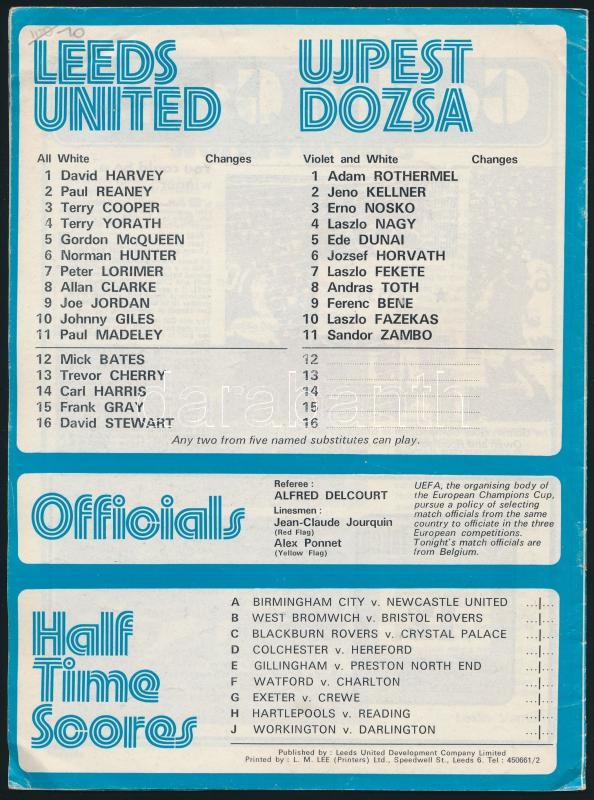 LEEDS UNITED
UJPEST DOZSA
All White Changes
1 David HARVEY
2 Paul REANEY
3 Terry COOPER
4 Terry YORATH
5 Gordon McQUEEN
6 Norman HUNTER
7 Peter LORIMER
8 Allan CLARKE
9 Joe JORDAN
10 Johnny GILES
11 Paul MADELEY
12 Mick BATES
13 Trevor CHERRY
14 Carl HARRIS
15 Frank GRAY
16 David STEWART
Violet and White Changes
1 Adam ROTHERMEL
2 Jeno KELLNER
3 Erno NOSKO
4 Laszlo NAGY
5 Ede DUNAI
6 Jozsef HORVATH
7 Laszlo FEKETE
8 Andras TOTH
9 Ferenc BENE
10 Laszlo FAZEKAS
11 Sandor ZAMBO
12
13
14
15
16
Any two from five named substitutes can play.
darabanth
Officials
Referee :
ALFRED DELCOURT
Linesmen :
Jean-Claude Jourquin
(Red Flag)
Alex Ponnet
(Yellow Flag)
UEFA, the organising body of
the European Champions Cup,
pursue a policy of selecting
match officials from the same
country to officiate in the three
European competitions.
Tonight's match officials are
from Belgium.
Half
Time
Scores
A BIRMINGHAM CITY v. NEWCASTLE UNITED ...|...
B WEST BROMWICH v. BRISTOL ROVERS ...|...
C BLACKBURN ROVERS v. CRYSTAL PALACE ...|...
D COLCHESTER v. HEREFORD ...|...
E GILLINGHAM v. PRESTON NORTH END ...|...
F WATFORD v. CHARLTON ...|...
G EXETER v. CREWE ...|...
H HARTLEPOOLS v. READING ...|...
J WORKINGTON v. DARLINGTON ...|...
Published by : Leeds United Development Company Limited
Printed by : L. M. LEE (Printers) Ltd., Speedwell St., Leeds 6. Tel : 450661/2